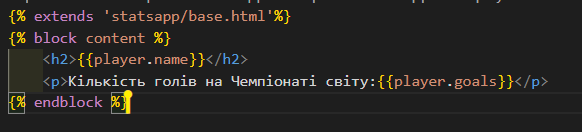 {% extends 'statsapp/base.html'%}
{% block content %}
<h2>{{player.name}}</h2>
<p>Кількість голів на Чемпіонаті світу:{{player.goals}}</p>
{% endblock %}